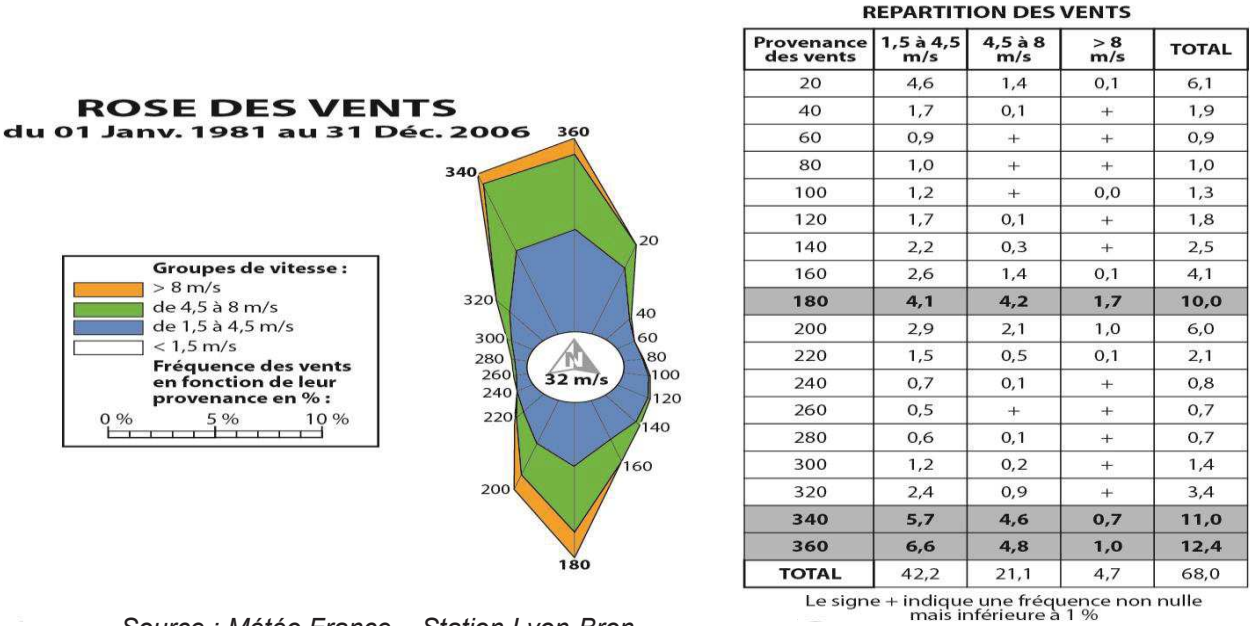 ROSE DES VENTS
du 01 Janv. 1981 au 31 Déc. 2006
Groupes de vitesse :
> 8 m/s
de 4,5 à 8 m/s
de 1,5 à 4,5 m/s
< 1,5 m/s
Fréquence des vents
en fonction de leur
provenance en % :
0 % 5 % 10 %
360
340
20
320
40
300
60
280
80
260
100
240
120
220
140
160
200
180
N
32 m/s
REPARTITION DES VENTS
Provenance des vents 1,5 à 4,5 m/s 4,5 à 8 m/s > 8 m/s TOTAL
20 4,6 1,4 0,1 6,1
40 1,7 0,1 + 1,9
60 0,9 + + 0,9
80 1,0 + + 1,0
100 1,2 + 0,0 1,3
120 1,7 0,1 + 1,8
140 2,2 0,3 + 2,5
160 2,6 1,4 0,1 4,1
180 4,1 4,2 1,7 10,0
200 2,9 2,1 1,0 6,0
220 1,5 0,5 0,1 2,1
240 0,7 0,1 + 0,8
260 0,5 + + 0,7
280 0,6 0,1 + 0,7
300 1,2 0,2 + 1,4
320 2,4 0,9 + 3,4
340 5,7 4,6 0,7 11,0
360 6,6 4,8 1,0 12,4
TOTAL 42,2 21,1 4,7 68,0
Le signe + indique une fréquence non nulle
mais inférieure à 1 %
Source : Météo France – Station Lyon-Bron